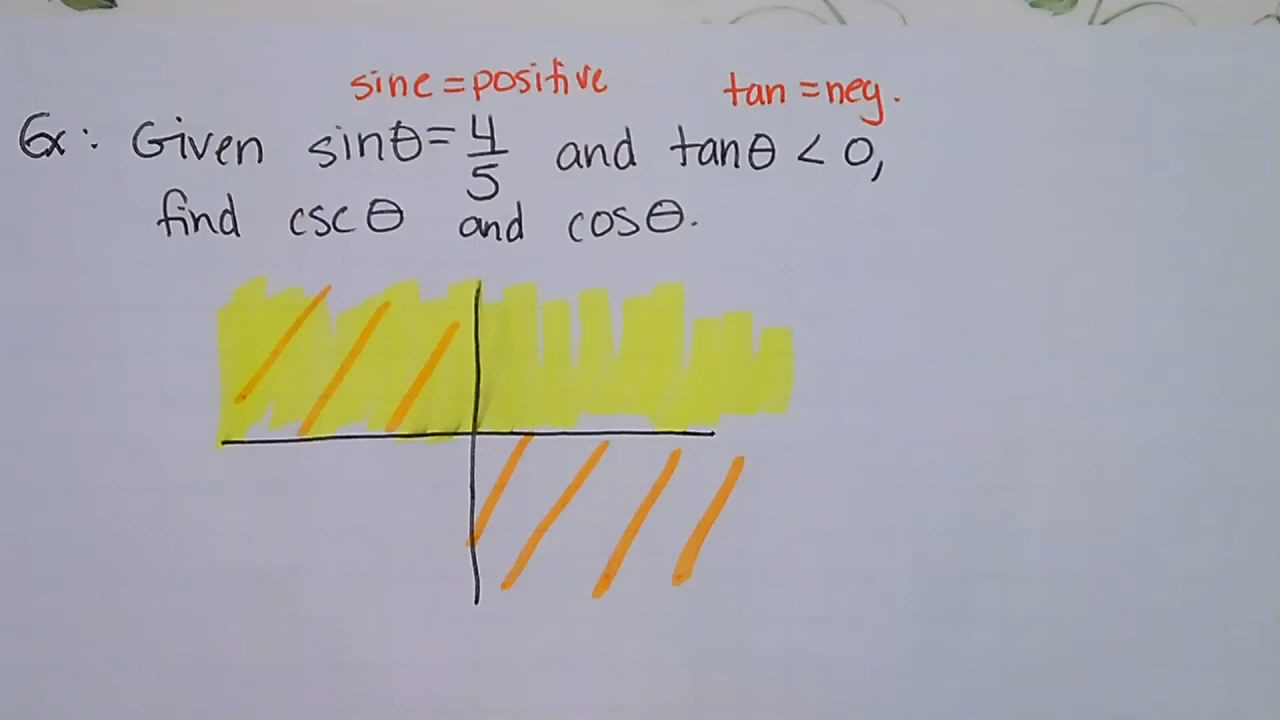 sine = positive tan = neg.
Ex: Given sinθ = 4/5 and tanθ < 0,
find cscθ and cosθ.